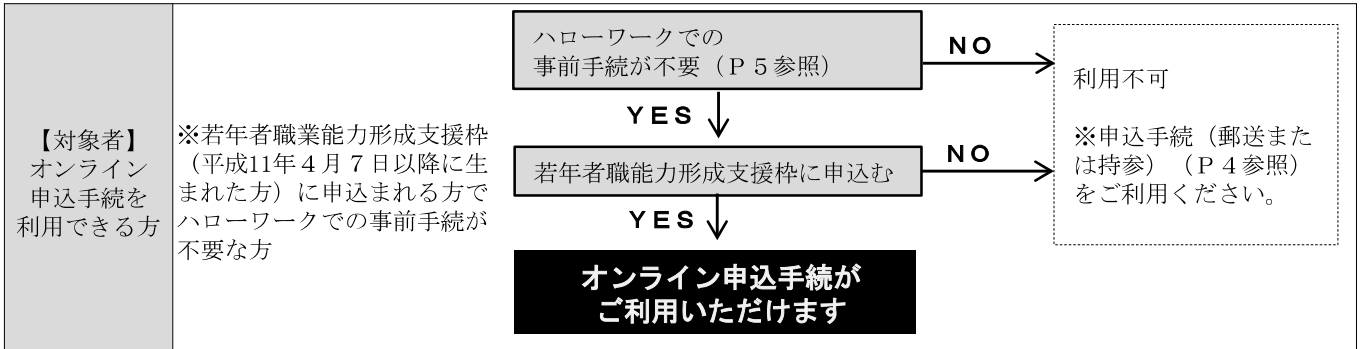 【対象者】
オンライン
申込手続を
利用できる方
※若年者職業能力形成支援枠
（平成11年４月７日以降に生
まれた方）に申込まれる方で
ハローワークでの事前手続が
不要な方
ハローワークでの
事前手続が不要（Ｐ５参照）
ＮＯ
ＹＥＳ
若年者職能力形成支援枠に申込む
ＮＯ
ＹＥＳ
オンライン申込手続が
ご利用いただけます
利用不可
※申込手続（郵送また
は持参）（Ｐ４参照）
をご利用ください。